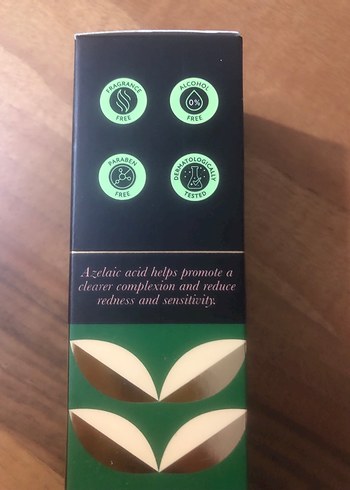 FRAGRANCE
FREE
ALCOHOL
0%
FREE
PARABEN
FREE
DERMATOLOGICALLY
TESTED
Azelaic acid helps promote a
clearer complexion and reduce
redness and sensitivity.